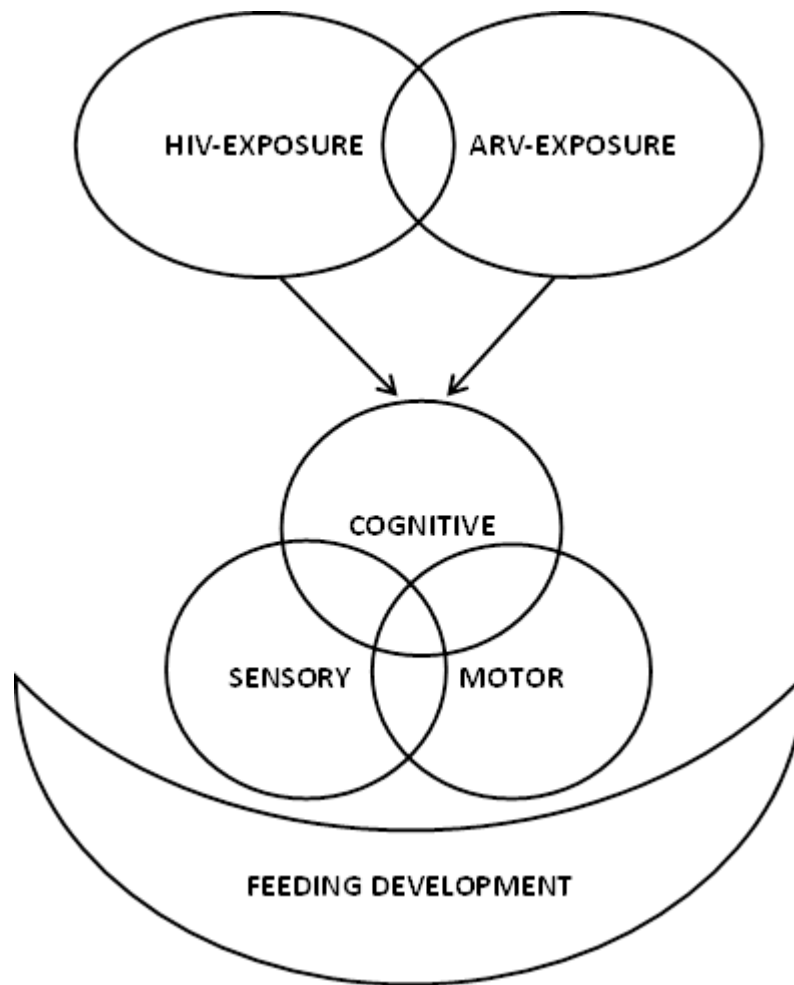 HIV-EXPOSURE ARV-EXPOSURE
COGNITIVE
SENSORY MOTOR
FEEDING DEVELOPMENT